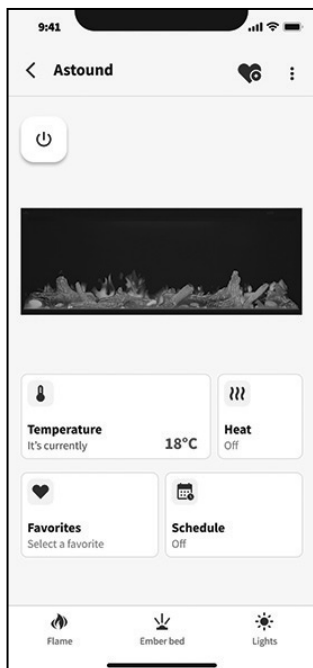 9:41
Astound
Temperature
It's currently
18°C
Heat
Off
Favorites
Select a favorite
Schedule
Off
Flame
Ember bed
Lights